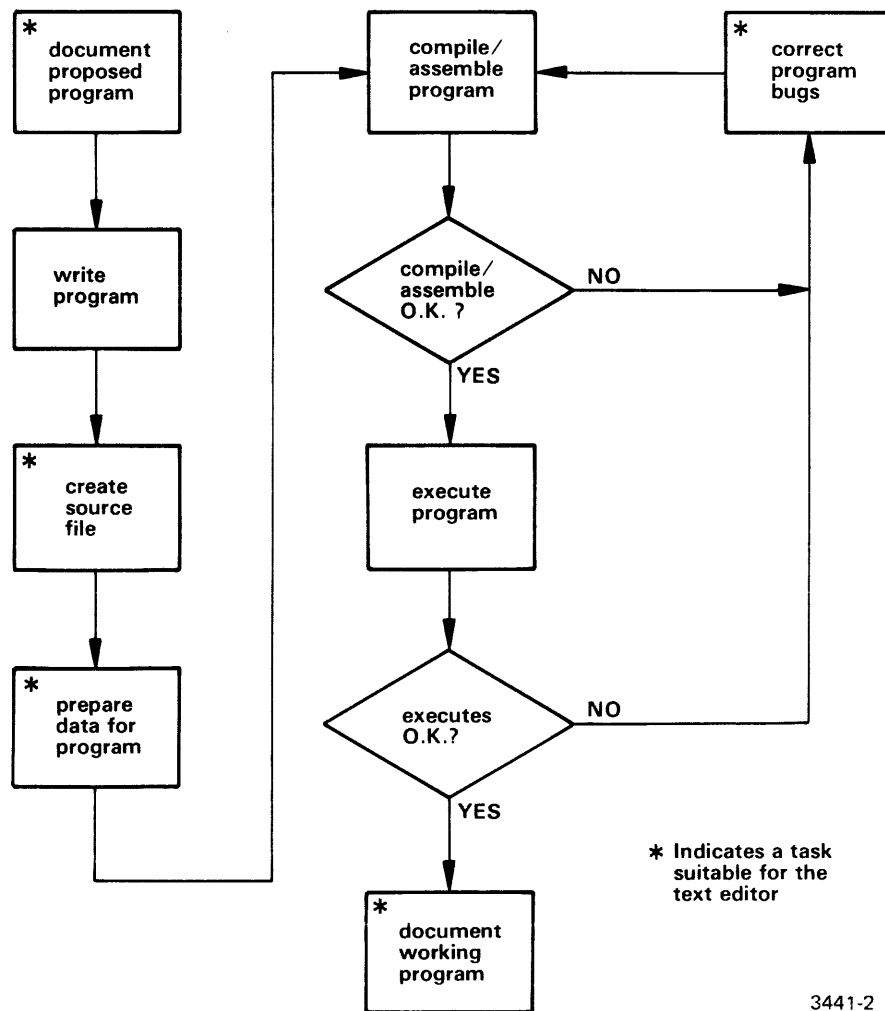 *
document
proposed
program
write
program
*
create
source
file
*
prepare
data for
program
compile/
assemble
program
compile/
assemble
O.K. ?
NO
YES
execute
program
executes
O.K.?
NO
YES
*
document
working
program
*
correct
program
bugs
* Indicates a task
suitable for the
text editor
3441-2